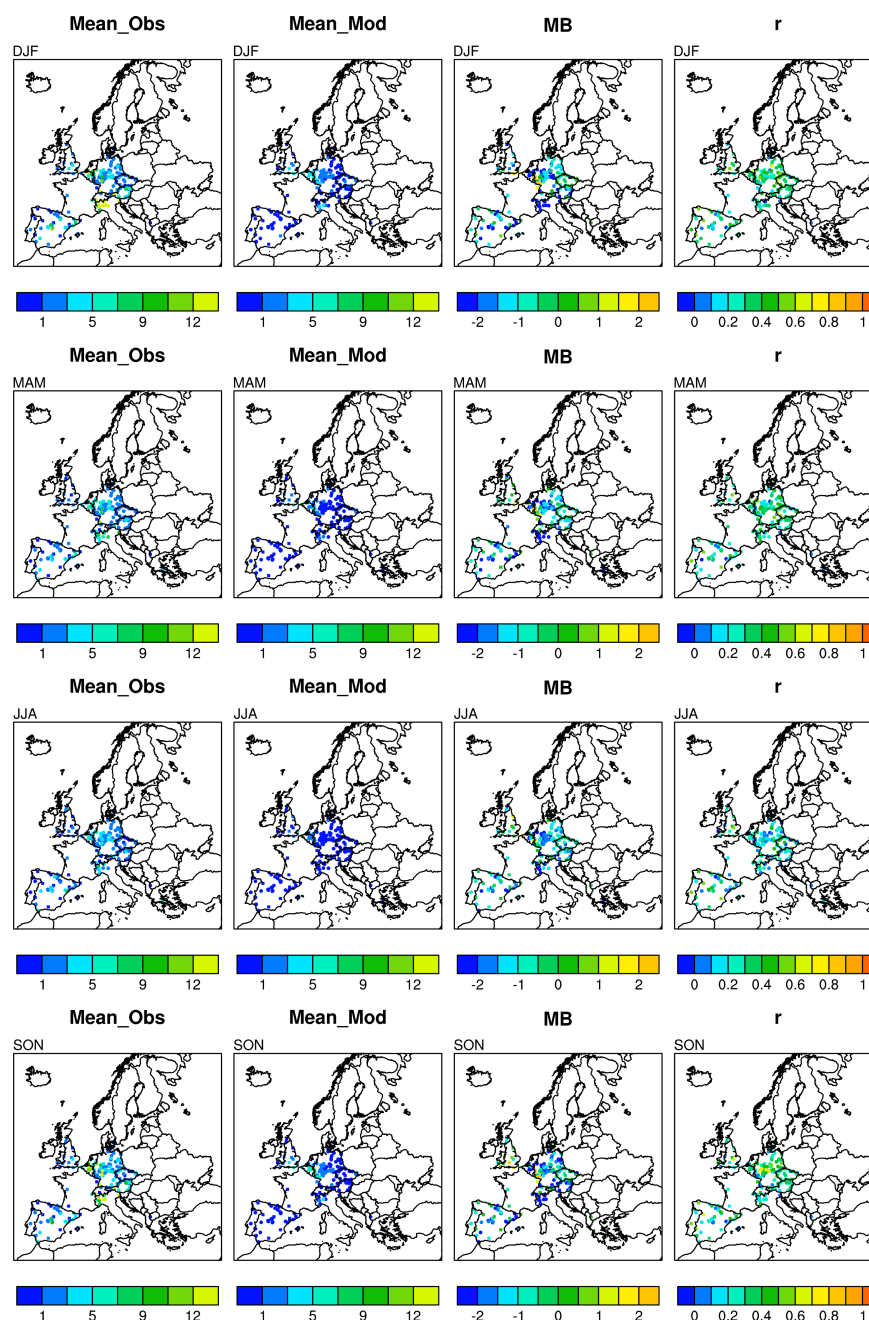 Mean_Obs Mean_Mod MB r
DJF DJF DJF DJF
1 5 9 12 1 5 9 12 -2 -1 0 1 2 0 0.2 0.4 0.6 0.8 1
Mean_Obs Mean_Mod MB r
MAM MAM MAM MAM
1 5 9 12 1 5 9 12 -2 -1 0 1 2 0 0.2 0.4 0.6 0.8 1
Mean_Obs Mean_Mod MB r
JJA JJA JJA JJA
1 5 9 12 1 5 9 12 -2 -1 0 1 2 0 0.2 0.4 0.6 0.8 1
Mean_Obs Mean_Mod MB r
SON SON SON SON
1 5 9 12 1 5 9 12 -2 -1 0 1 2 0 0.2 0.4 0.6 0.8 1